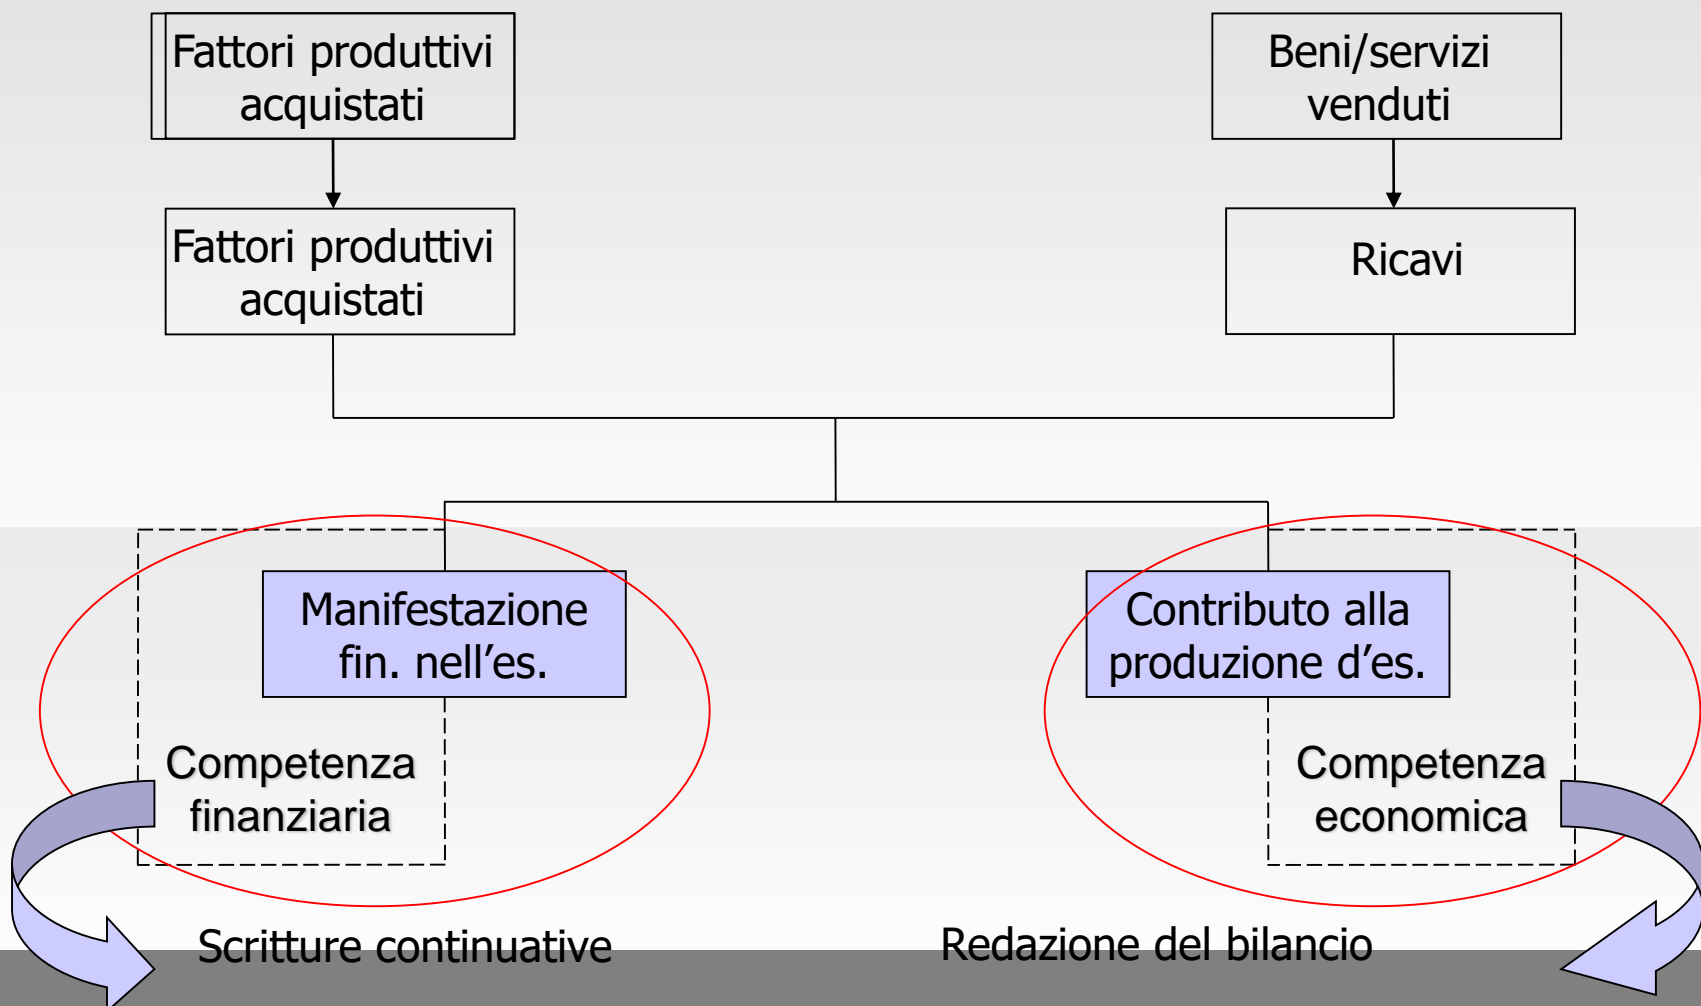 Fattori produttivi
acquistati
Beni/servizi
venduti
Fattori produttivi
acquistati
Ricavi
Manifestazione
fin. nell’es.
Contributo alla
produzione d’es.
Competenza
finanziaria
Competenza
economica
Scritture continuative
Redazione del bilancio